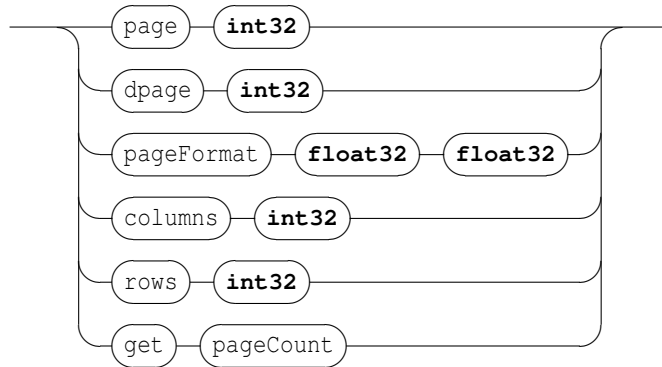 page int32
dpage int32
pageFormat float32 float32
columns int32
rows int32
get pageCount